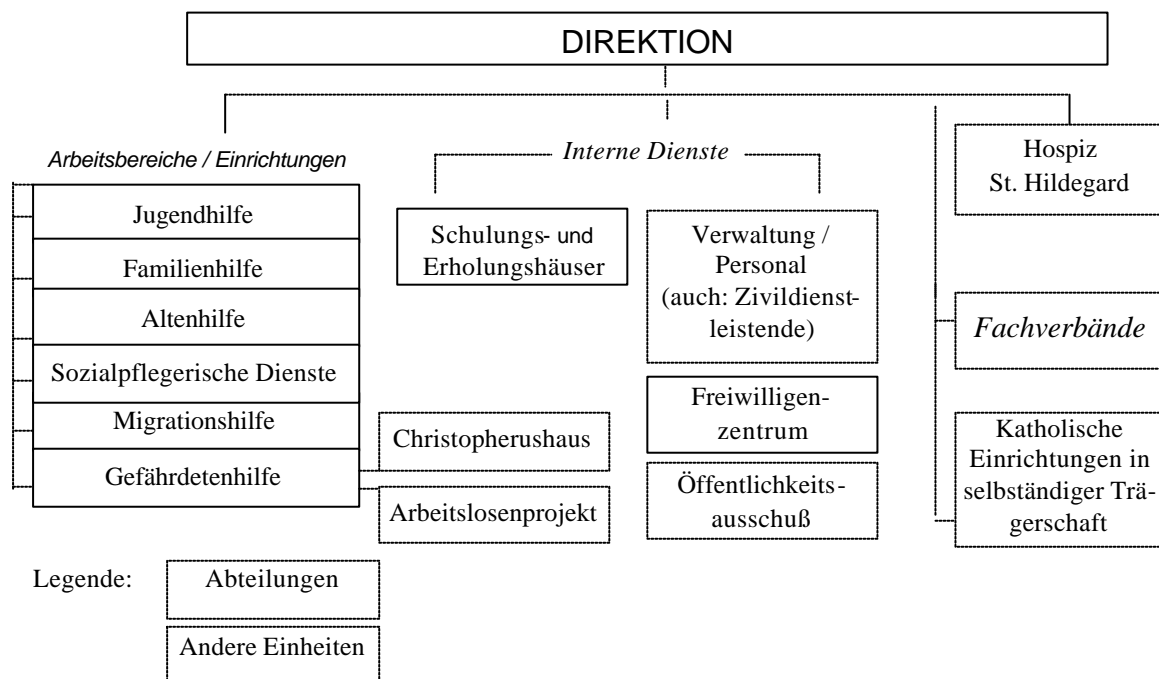 DIREKTION
Arbeitsbereiche / Einrichtungen
Jugendhilfe
Familienhilfe
Altenhilfe
Sozialpflegerische Dienste
Migrationshilfe
Gefährdetenhilfe
Christopherushaus
Arbeitslosenprojekt
Interne Dienste
Schulungs- und
Erholungshäuser
Verwaltung /
Personal
(auch: Zivildienst-
leistende)
Freiwilligen-
zentrum
Öffentlichkeits-
ausschuß
Hospiz
St. Hildegard
Fachverbände
Katholische
Einrichtungen in
selbständiger Trä-
gerschaft
Legende:
Abteilungen
Andere Einheiten